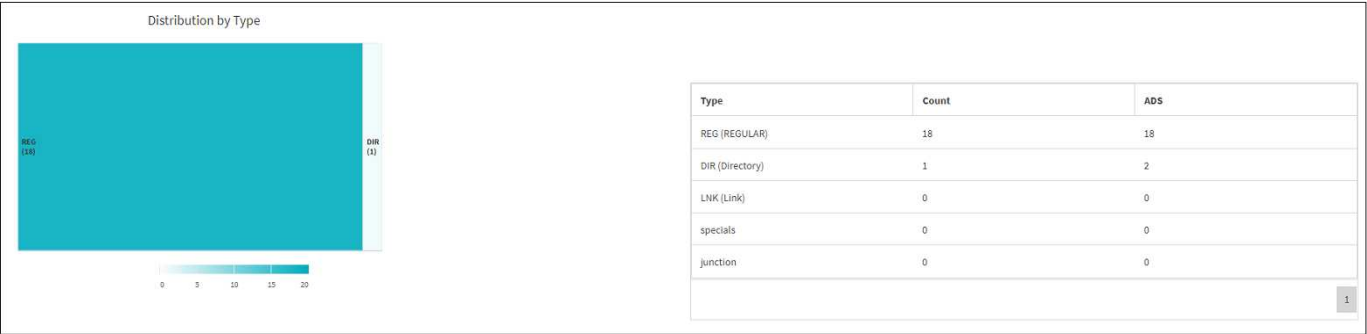 Distribution by Type
REG
(18)
DIR
(1)
0 5 10 15 20
Type Count ADS
REG (REGULAR) 18 18
DIR (Directory) 1 2
LNK (Link) 0 0
specials 0 0
junction 0 0
1